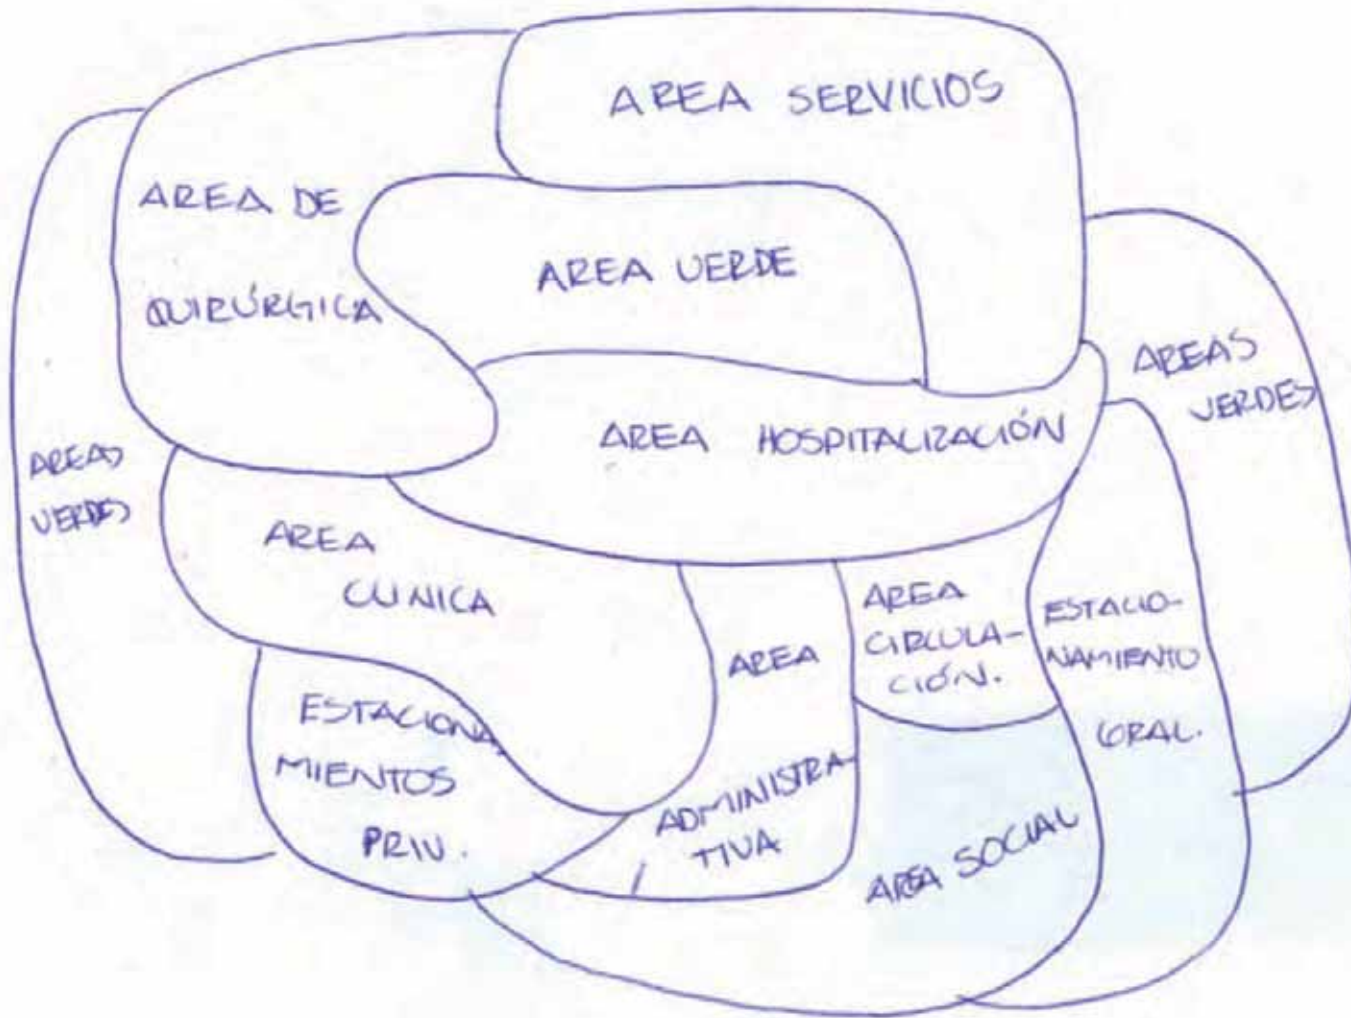 AREA SERVICIOS
AREA DE
QUIRÚRGICA
AREA VERDE
AREAS
VERDES
AREA HOSPITALIZACIÓN
AREAS
VERDES
AREA
CLINICA
AREA
CIRCULA-
CIÓN.
ESTACIO-
NAMIENTO
GRAL.
AREA
ADMINISTRA-
TIVA
ESTACIONA
MIENTOS
PRIV.
AREA SOCIAL